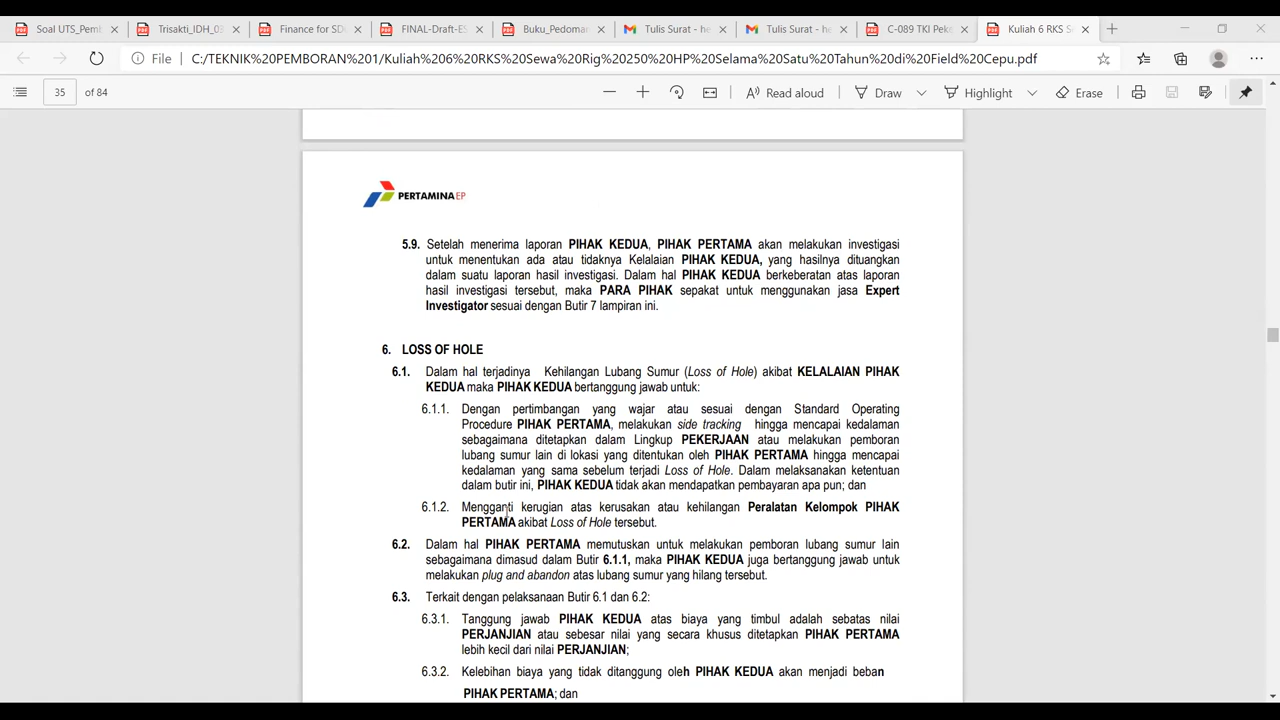 Soal UTS_Pemb
Trisakti_IDH_03
Finance for SD
FINAL-Draft-ES
Buku_Pedoman
Tulis Surat - he
Tulis Surat - he
C-089 TKI Peke
Kuliah 6 RKS S
File
C:/TEKNIK%20PEMBORAN%201/Kuliah%206%20RKS%20Sewa%20Rig%20250%20HP%20Selama%20Satu%20Tahun%20di%20Field%20Cepu.pdf
35 of 84
Read aloud
Draw
Highlight
Erase
PERTAMINA EP
5.9. Setelah menerima laporan PIHAK KEDUA, PIHAK PERTAMA akan melakukan investigasi
untuk menentukan ada atau tidaknya Kelalaian PIHAK KEDUA, yang hasilnya dituangkan
dalam suatu laporan hasil investigasi. Dalam hal PIHAK KEDUA berkeberatan atas laporan
hasil investigasi tersebut, maka PARA PIHAK sepakat untuk menggunakan jasa Expert
Investigator sesuai dengan Butir 7 lampiran ini.
6. LOSS OF HOLE
6.1. Dalam hal terjadinya Kehilangan Lubang Sumur (Loss of Hole) akibat KELALAIAN PIHAK
KEDUA maka PIHAK KEDUA bertanggung jawab untuk:
6.1.1. Dengan pertimbangan yang wajar atau sesuai dengan Standard Operating
Procedure PIHAK PERTAMA, melakukan side tracking hingga mencapai kedalaman
sebagaimana ditetapkan dalam Lingkup PEKERJAAN atau melakukan pemboran
lubang sumur lain di lokasi yang ditentukan oleh PIHAK PERTAMA hingga mencapai
kedalaman yang sama sebelum terjadi Loss of Hole. Dalam melaksanakan ketentuan
dalam butir ini, PIHAK KEDUA tidak akan mendapatkan pembayaran apa pun; dan
6.1.2. Mengganti kerugian atas kerusakan atau kehilangan Peralatan Kelompok PIHAK
PERTAMA akibat Loss of Hole tersebut.
6.2. Dalam hal PIHAK PERTAMA memutuskan untuk melakukan pemboran lubang sumur lain
sebagaimana dimasud dalam Butir 6.1.1, maka PIHAK KEDUA juga bertanggung jawab untuk
melakukan plug and abandon atas lubang sumur yang hilang tersebut.
6.3. Terkait dengan pelaksanaan Butir 6.1 dan 6.2:
6.3.1. Tanggung jawab PIHAK KEDUA atas biaya yang timbul adalah sebatas nilai
PERJANJIAN atau sebesar nilai yang secara khusus ditetapkan PIHAK PERTAMA
lebih kecil dari nilai PERJANJIAN;
6.3.2. Kelebihan biaya yang tidak ditanggung oleh PIHAK KEDUA akan menjadi beban
PIHAK PERTAMA; dan